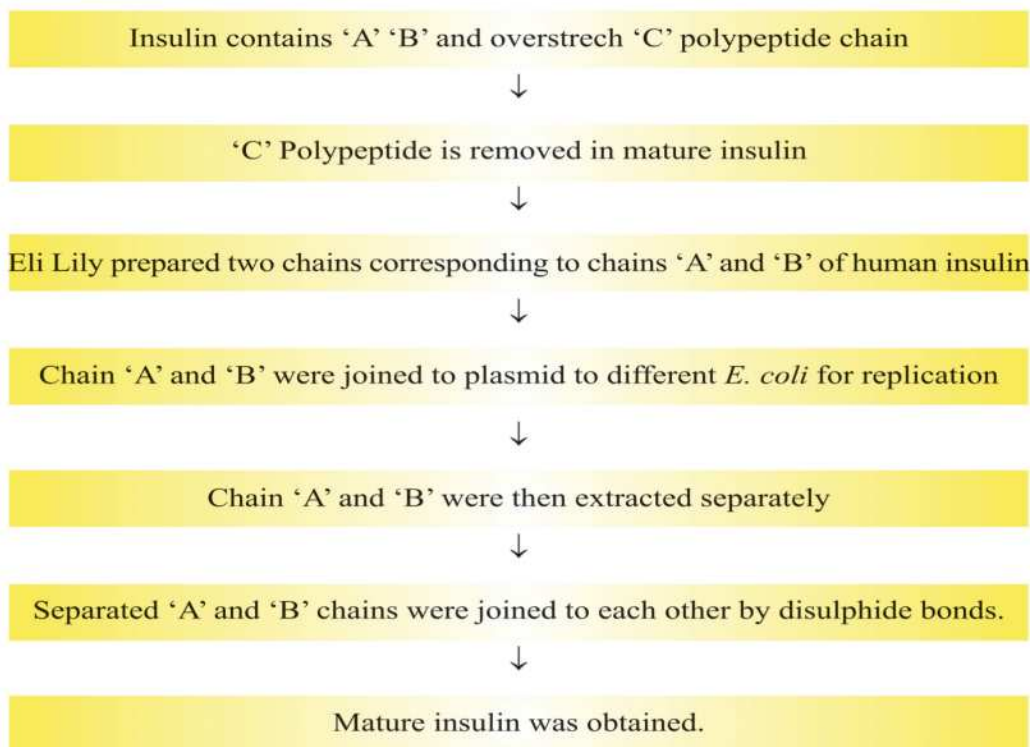 Insulin contains ‘A’ ‘B’ and overstrech ‘C’ polypeptide chain
↓
‘C’ Polypeptide is removed in mature insulin
↓
Eli Lily prepared two chains corresponding to chains ‘A’ and ‘B’ of human insulin
↓
Chain ‘A’ and ‘B’ were joined to plasmid to different E. coli for replication
↓
Chain ‘A’ and ‘B’ were then extracted separately
↓
Separated ‘A’ and ‘B’ chains were joined to each other by disulphide bonds.
↓
Mature insulin was obtained.